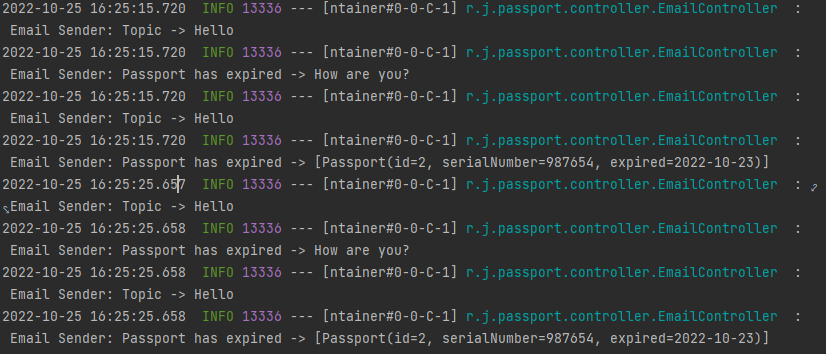 2022-10-25 16:25:15.720  INFO 13336 --- [ntainer#0-0-C-1] r.j.passport.controller.EmailController  :
Email Sender: Topic -> Hello
2022-10-25 16:25:15.720  INFO 13336 --- [ntainer#0-0-C-1] r.j.passport.controller.EmailController  :
Email Sender: Passport has expired -> How are you?
2022-10-25 16:25:15.720  INFO 13336 --- [ntainer#0-0-C-1] r.j.passport.controller.EmailController  :
Email Sender: Topic -> Hello
2022-10-25 16:25:15.720  INFO 13336 --- [ntainer#0-0-C-1] r.j.passport.controller.EmailController  :
Email Sender: Passport has expired -> [Passport(id=2, serialNumber=987654, expired=2022-10-23)]
2022-10-25 16:25:25.657  INFO 13336 --- [ntainer#0-0-C-1] r.j.passport.controller.EmailController  :
Email Sender: Topic -> Hello
2022-10-25 16:25:25.658  INFO 13336 --- [ntainer#0-0-C-1] r.j.passport.controller.EmailController  :
Email Sender: Passport has expired -> How are you?
2022-10-25 16:25:25.658  INFO 13336 --- [ntainer#0-0-C-1] r.j.passport.controller.EmailController  :
Email Sender: Topic -> Hello
2022-10-25 16:25:25.658  INFO 13336 --- [ntainer#0-0-C-1] r.j.passport.controller.EmailController  :
Email Sender: Passport has expired -> [Passport(id=2, serialNumber=987654, expired=2022-10-23)]